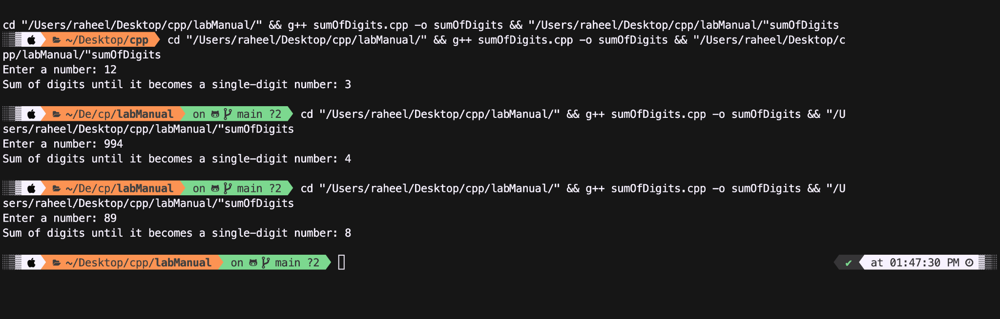 cd "/Users/raheel/Desktop/cpp/labManual/" && g++ sumOfDigits.cpp -o sumOfDigits && "/Users/raheel/Desktop/cpp/labManual/"sumOfDigits
~/Desktop/cpp cd "/Users/raheel/Desktop/cpp/labManual/" && g++ sumOfDigits.cpp -o sumOfDigits && "/Users/raheel/Desktop/c
pp/labManual/"sumOfDigits
Enter a number: 12
Sum of digits until it becomes a single-digit number: 3
~/De/cp/labManual on main ?2 cd "/Users/raheel/Desktop/cpp/labManual/" && g++ sumOfDigits.cpp -o sumOfDigits && "/U
sers/raheel/Desktop/cpp/labManual/"sumOfDigits
Enter a number: 994
Sum of digits until it becomes a single-digit number: 4
~/De/cp/labManual on main ?2 cd "/Users/raheel/Desktop/cpp/labManual/" && g++ sumOfDigits.cpp -o sumOfDigits && "/U
sers/raheel/Desktop/cpp/labManual/"sumOfDigits
Enter a number: 89
Sum of digits until it becomes a single-digit number: 8
~/Desktop/cpp/labManual on main ?2 ✔ at 01:47:30 PM